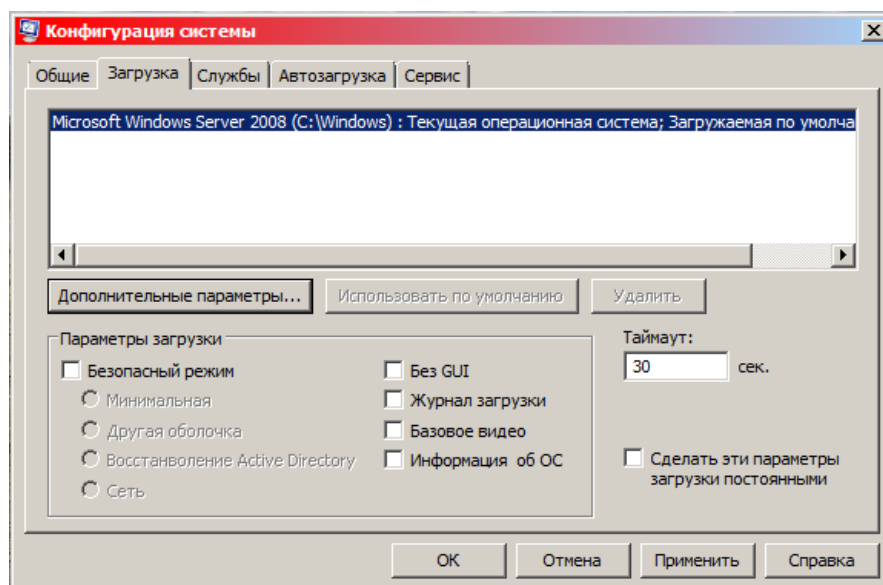 Конфигурация системы
Общие Загрузка Службы Автозагрузка Сервис
Microsoft Windows Server 2008 (C:\Windows) : Текущая операционная система; Загружаемая по умолча
Дополнительные параметры... Использовать по умолчанию Удалить
Параметры загрузки
Таймаут:
Безопасный режим
Без GUI
30 сек.
Минимальная
Журнал загрузки
Другая оболочка
Базовое видео
Восстанволение Active Directory
Информация об ОС
Сделать эти параметры
загрузки постоянными
Сеть
ОК Отмена Применить Справка